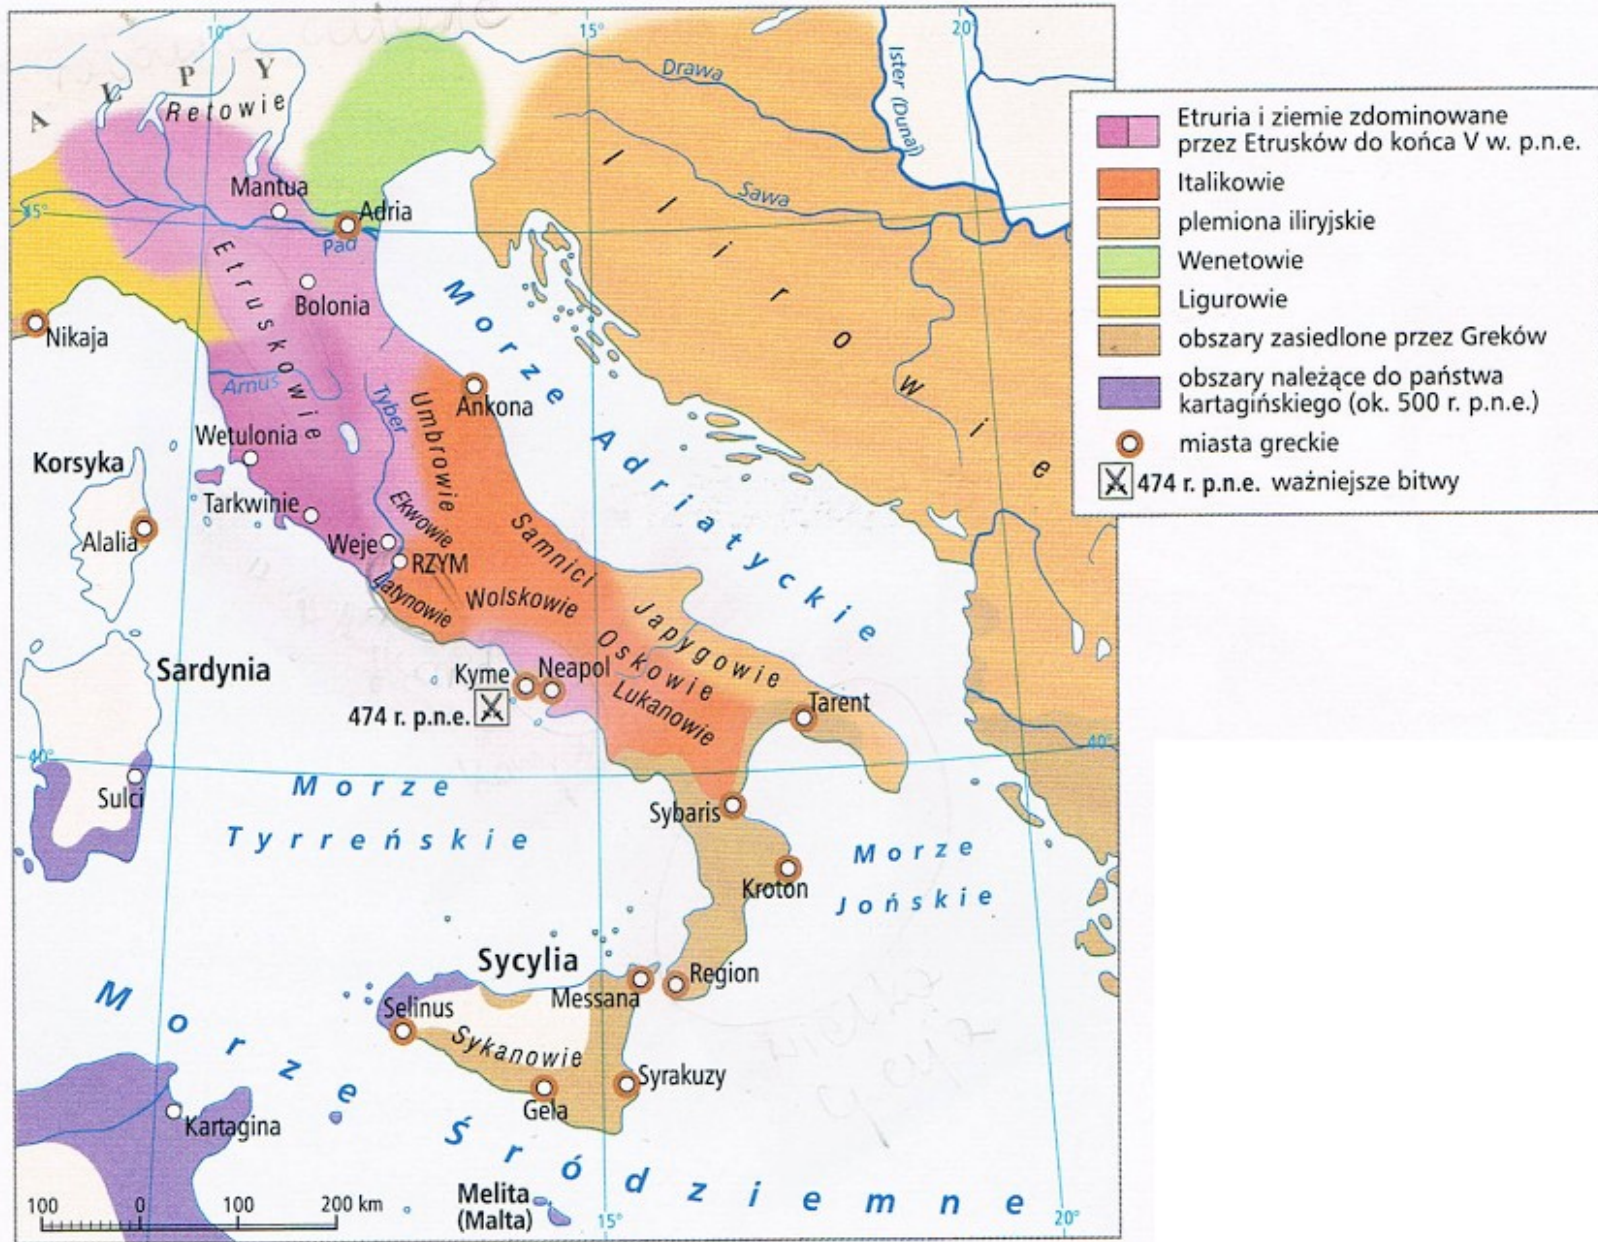 10°
15°
20°
A L P Y
Retowie
Drawa
Ister (Dunaj)
Sawa
Mantua
Adria
45°
Pad
Etruskowie
Bolonia
Ilirowie
Morze Adriatyckie
Nikaja
Arnus
Tyber
Umbrowie
Ankona
Wetulonia
Korsyka
Tarkwinie
Ekwowie
Samnici
Alalia
Weje
RZYM
Latynowie
Wolskowie
Japygowie
Oskowie
Sardynia
Kyme
Neapol
Lukanowie
Tarent
474 r. p.n.e.
40°
40°
Sulci
Morze
Tyrreńskie
Sybaris
Morze
Jońskie
Kroton
Sycylia
Region
Messana
Selinus
Sykanowie
Syrakuzy
Gela
Kartagina
Morze Śródziemne
Melita
(Malta)
100 0 100 200 km
15°
20°
Etruria i ziemie zdominowane
przez Etrusków do końca V w. p.n.e.
Italikowie
plemiona iliryjskie
Wenetowie
Ligurowie
obszary zasiedlone przez Greków
obszary należące do państwa
kartagińskiego (ok. 500 r. p.n.e.)
miasta greckie
474 r. p.n.e. ważniejsze bitwy